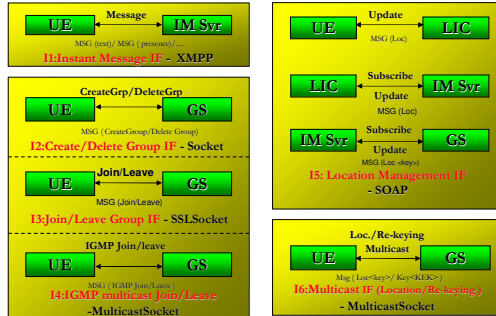 Message
UE IM Svr
MSG (text)/ MSG ( presence)/...
I1:Instant Message IF - XMPP
CreateGrp/DeleteGrp
UE GS
MSG (CreateGroup/Delete Group)
I2:Create/Delete Group IF - Socket
Join/Leave
UE GS
MSG (Join/Leave)
I3:Join/Leave Group IF - SSLSocket
IGMP Join/leave
UE GS
MSG ( IGMP Join/Leave )
I4:IGMP multicast Join/Leave
-MulticastSocket
Update
UE LIC
MSG (Loc)
Subscribe
LIC IM Svr
Update
MSG (Loc)
Subscribe
IM Svr GS
Update
MSG (Loc <key>)
I5: Location Management IF
- SOAP
Loc./Re-keying
UE Multicast GS
Msg ( Loc<key>/ Key<KEK>)
I6:Multicast IF (Location/Re-keying )
- MulticastSocket